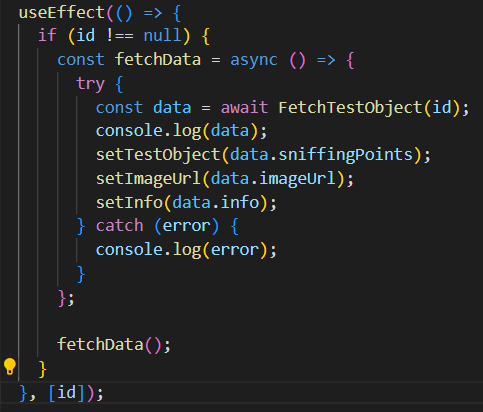 useEffect(() => {
  if (id !== null) {
    const fetchData = async () => {
      try {
        const data = await FetchTestObject(id);
        console.log(data);
        setTestObject(data.sniffingPoints);
        setImageUrl(data.imageUrl);
        setInfo(data.info);
      } catch (error) {
        console.log(error);
      }
    };

    fetchData();
  }
}, [id]);